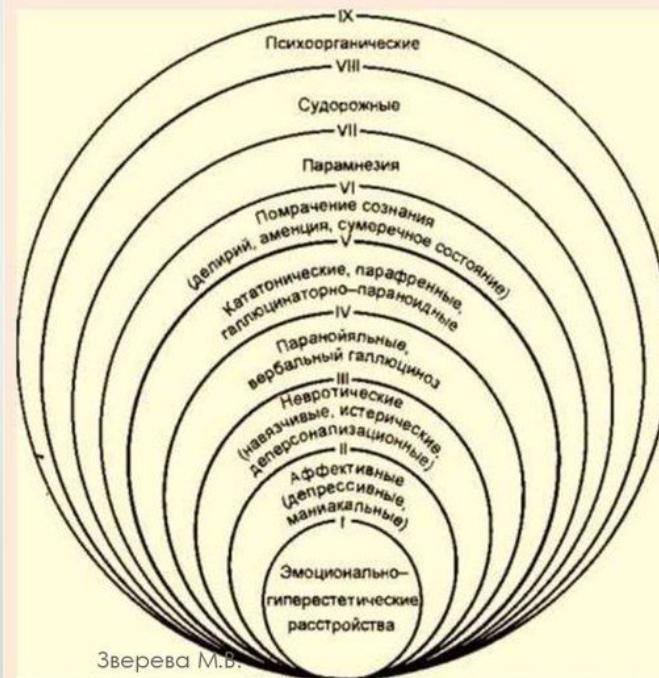 IX
Психоорганические
VIII
Судорожные
VII
Парамнезия
VI
Помрачение сознания
(делирий, аменция, сумеречное состояние)
V
Кататонические, парафренные,
галлюцинаторно-параноидные
IV
Паранойяльные,
вербальный галлюциноз
III
Невротические
(навязчивые, истерические,
деперсонализационные)
II
Аффективные
(депрессивные,
маниакальные)
I
Эмоционально-
гиперестетические
расстройства
Зверева М.В.